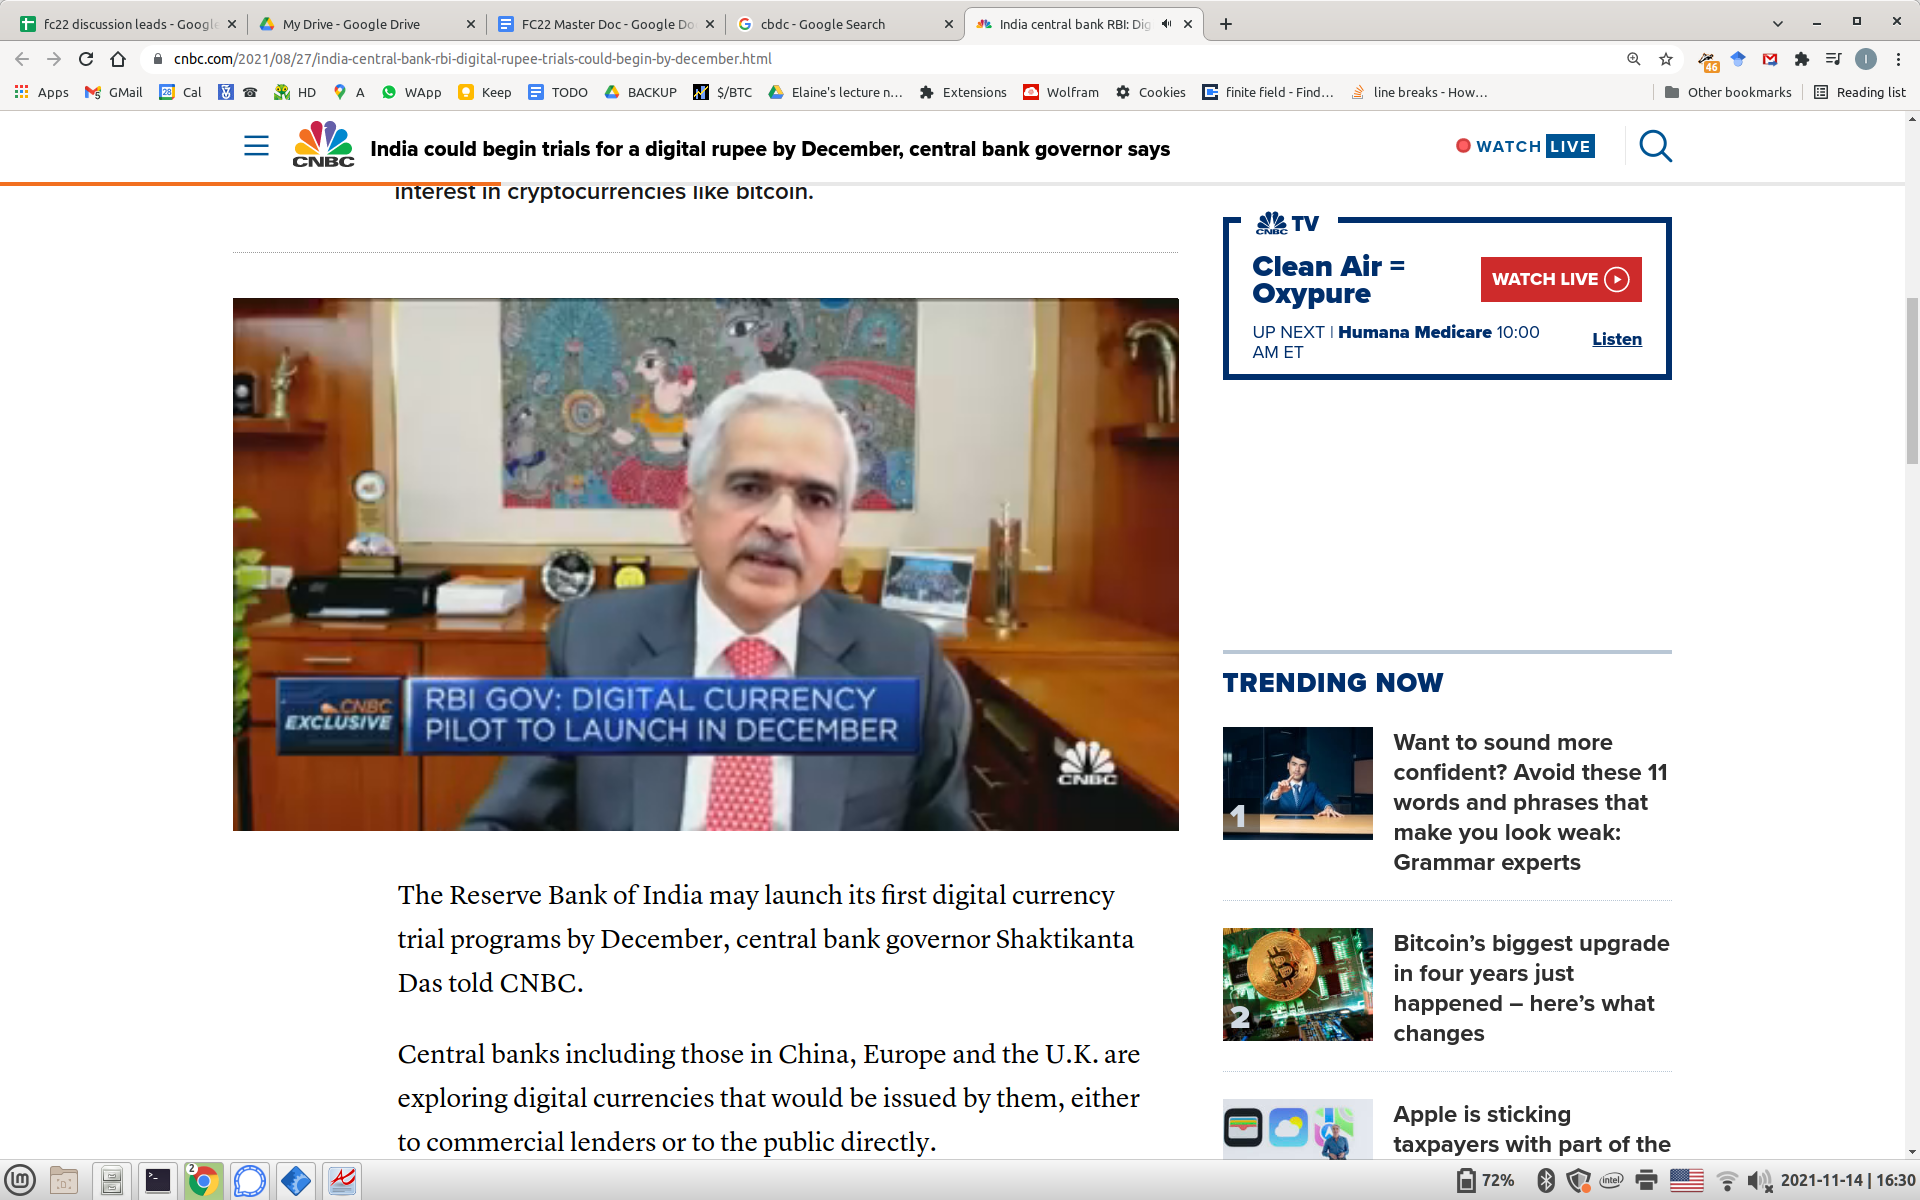 fc22 discussion leads - Google
My Drive - Google Drive
FC22 Master Doc - Google Do
cbdc - Google Search
India central bank RBI: Dig
cnbc.com/2021/08/27/india-central-bank-rbi-digital-rupee-trials-could-begin-by-december.html
46
I
Apps
GMail
28
Cal
HD
A
WApp
Keep
TODO
BACKUP
$/BTC
Elaine's lecture n…
Extensions
Wolfram
Cookies
finite field - Find…
line breaks - How…
Other bookmarks
Reading list
CNBC
India could begin trials for a digital rupee by December, central bank governor says
WATCH LIVE
interest in cryptocurrencies like bitcoin.
CNBC TV
Clean Air =
Oxypure
WATCH LIVE
UP NEXT | Humana Medicare 10:00
AM ET
Listen
CNBC
EXCLUSIVE
RBI GOV: DIGITAL CURRENCY
PILOT TO LAUNCH IN DECEMBER
CNBC
The Reserve Bank of India may launch its first digital currency
trial programs by December, central bank governor Shaktikanta
Das told CNBC.
Central banks including those in China, Europe and the U.K. are
exploring digital currencies that would be issued by them, either
to commercial lenders or to the public directly.
TRENDING NOW
1
Want to sound more
confident? Avoid these 11
words and phrases that
make you look weak:
Grammar experts
2
Bitcoin's biggest upgrade
in four years just
happened – here's what
changes
Apple is sticking
taxpayers with part of the
2
72%
intel
2021-11-14 | 16:30